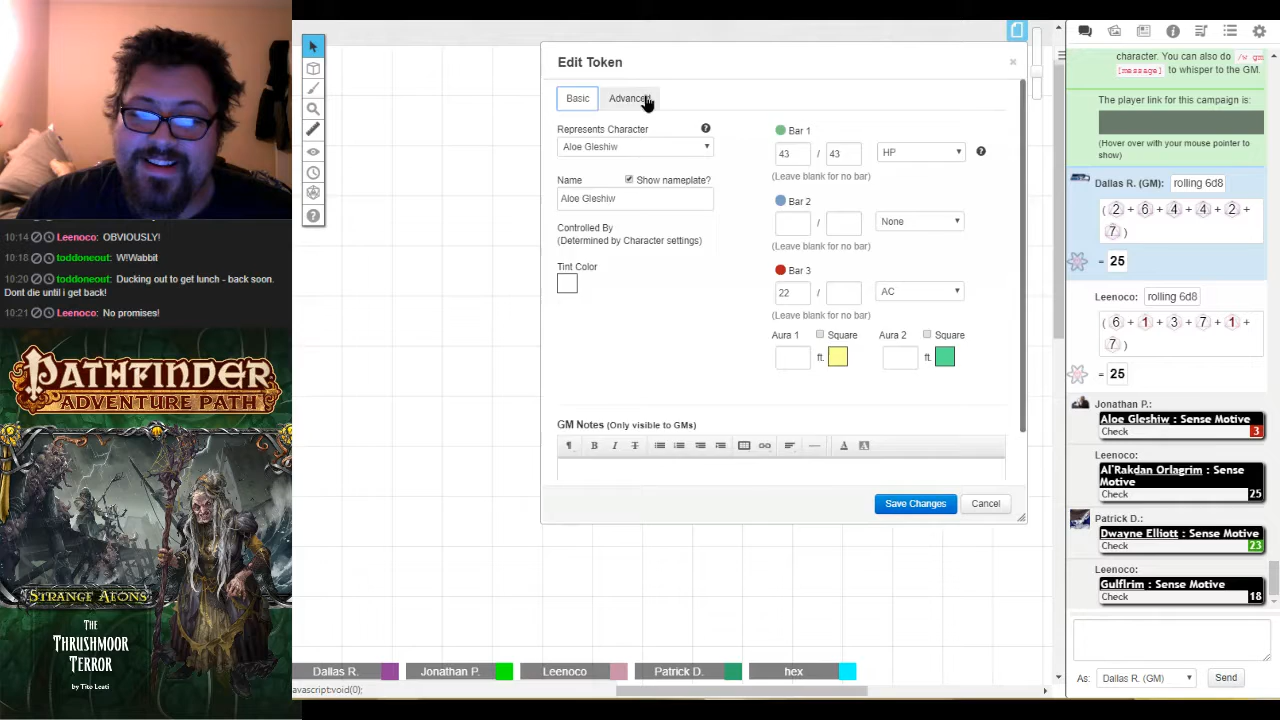 10:14 Leenoco: OBVIOUSLY!
10:18 toddoneout: W!Wabbit
10:20 toddoneout: Ducking out to get lunch - back soon.
Dont die until i get back!
10:21 Leenoco: No promises!
PATHFINDER
ADVENTURE PATH
STRANGE AEONS
THE
THRUSHMOOR
TERROR
by Tito Leati
Edit Token
×
Basic
Advanced
Represents Character
Aloe Gleshiw
Name
Show nameplate?
Aloe Gleshiw
Controlled By
(Determined by Character settings)
Tint Color
Bar 1
43 / 43 HP
(Leave blank for no bar)
Bar 2
/ None
(Leave blank for no bar)
Bar 3
22 / AC
(Leave blank for no bar)
Aura 1 Square Aura 2 Square
ft. ft.
GM Notes (Only visible to GMs)
¶ B I T A A
Save Changes
Cancel
Dallas R.
Jonathan P.
Leenoco
Patrick D.
hex
avascript:void(0);
character. You can also do /w gm
[message] to whisper to the GM.
The player link for this campaign is:
(Hover over with your mouse pointer to
show)
Dallas R. (GM): rolling 6d8
(2+6+4+4+2+
7)
= 25
Leenoco: rolling 6d8
(6+1+3+7+1+
7)
= 25
Jonathan P.:
Aloe Gleshiw : Sense Motive
Check 3
Leenoco:
Al'Rakdan Orlagrim : Sense
Motive
Check 25
Patrick D.:
Dwayne Elliott : Sense Motive
Check 23
Leenoco:
Gulflrim : Sense Motive
Check 18
As: Dallas R. (GM)
Send